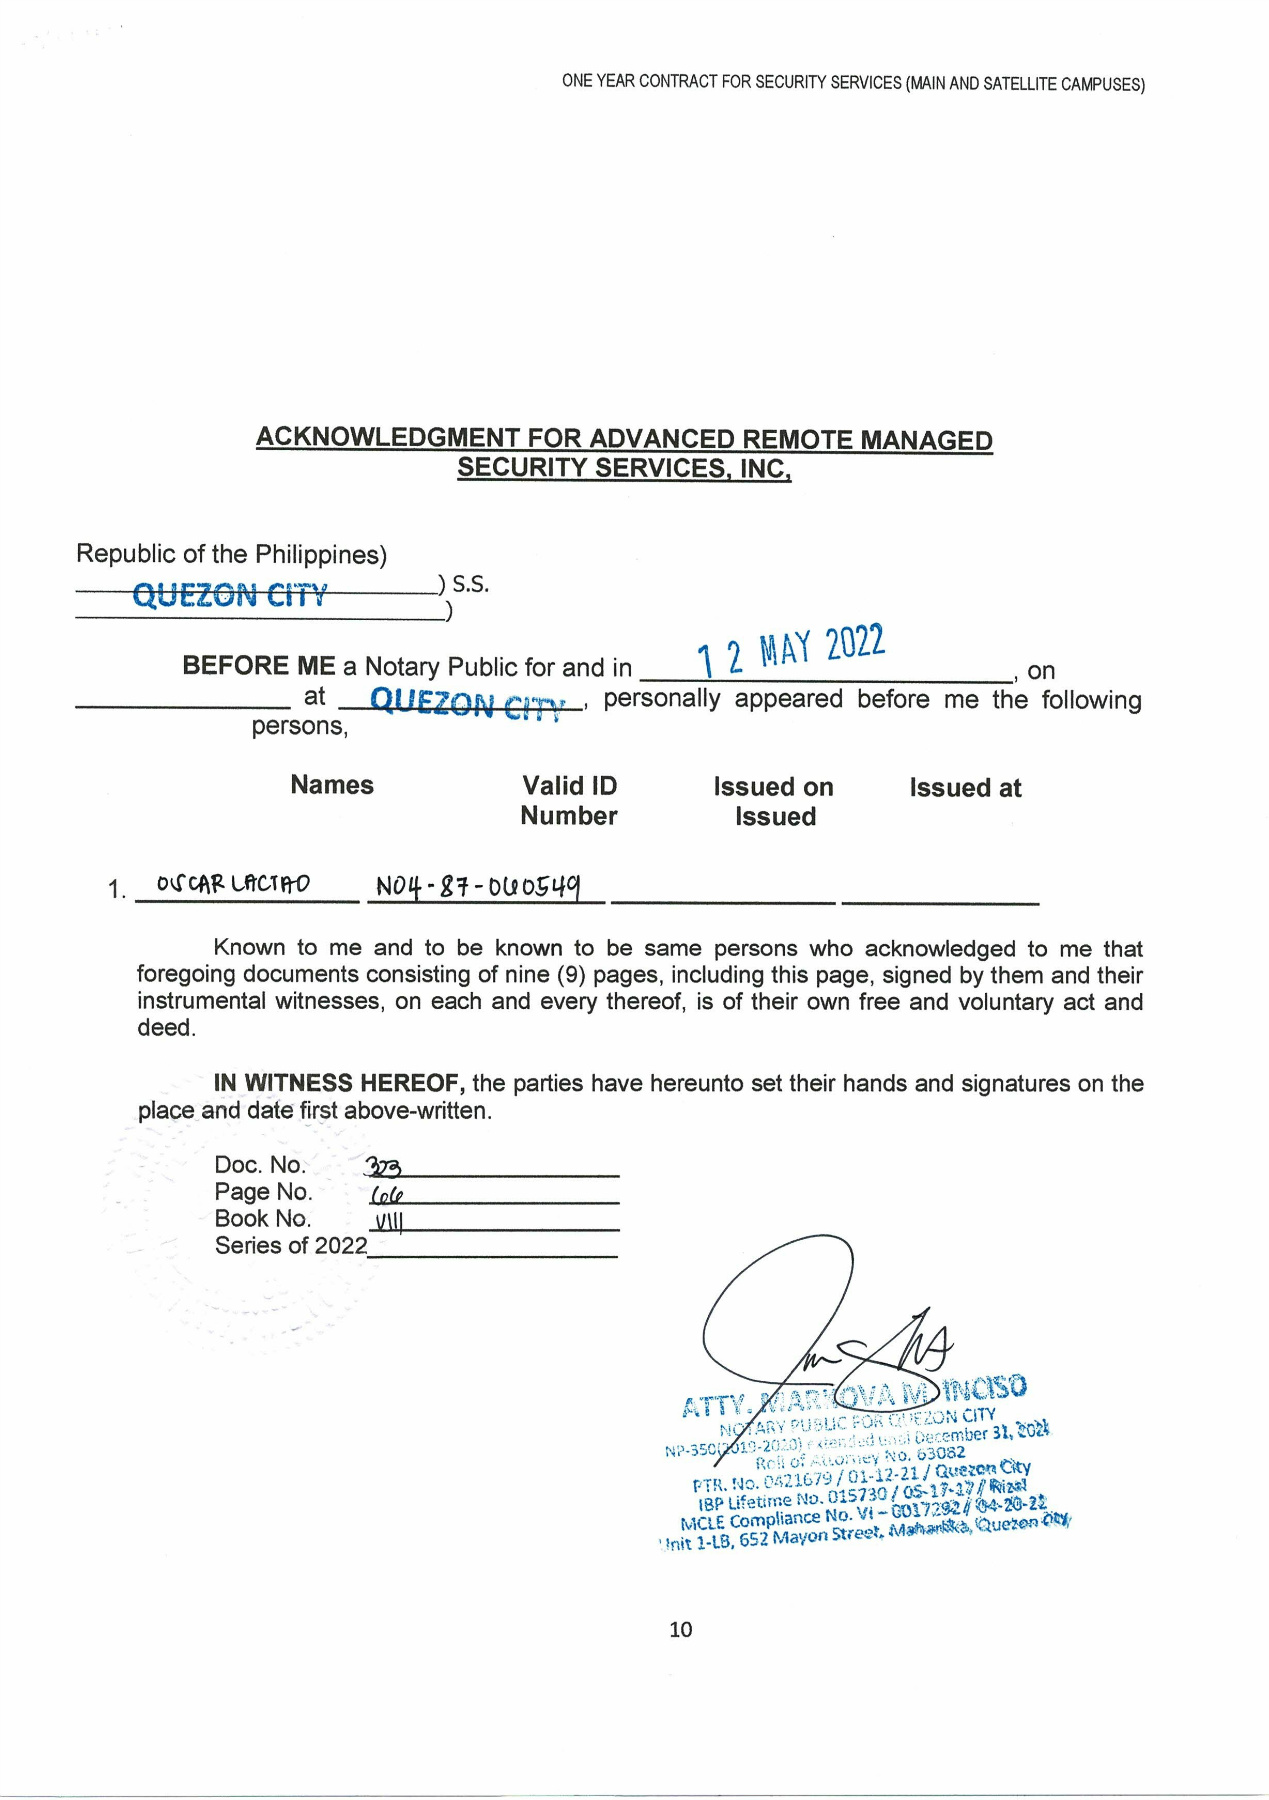 ONE YEAR CONTRACT FOR SECURITY SERVICES (MAIN AND SATELLITE CAMPUSES)
ACKNOWLEDGMENT FOR ADVANCED REMOTE MANAGED
SECURITY SERVICES, INC,
Republic of the Philippines)
QUEZON CITY ) S.S.
)
BEFORE ME a Notary Public for and in 12 MAY 2022, on
at QUEZON CITY, personally appeared before me the following
persons,
Names Valid ID Issued on Issued at
Number Issued
1. OSCAR LACTAO N04-87-
Known to me and to be known to be same persons who acknowledged to me that
foregoing documents consisting of nine (9) pages, including this page, signed by them and their
instrumental witnesses, on each and every thereof, is of their own free and voluntary act and
deed.
IN WITNESS HEREOF, the parties have hereunto set their hands and signatures on the
place and date first above-written.
Doc. No. 323
Page No. 66
Book No. VIII
Series of 2022
ATTY. MARKOVA M. INCISO
NOTARY PUBLIC FOR QUEZON CITY
NP-350(2019-2020) extended until December 31, 2021
Roll of Attorney No. 63082
PTR. No. 0421679 / 01-12-21 / Quezon City
IBP Lifetime No. 015730 / 05-17-17 / Rizal
MCLE Compliance No. VI – 0017292 / 04-20-22
Unit 1-LB, 652 Mayon Street, Maharlika, Quezon City,
10